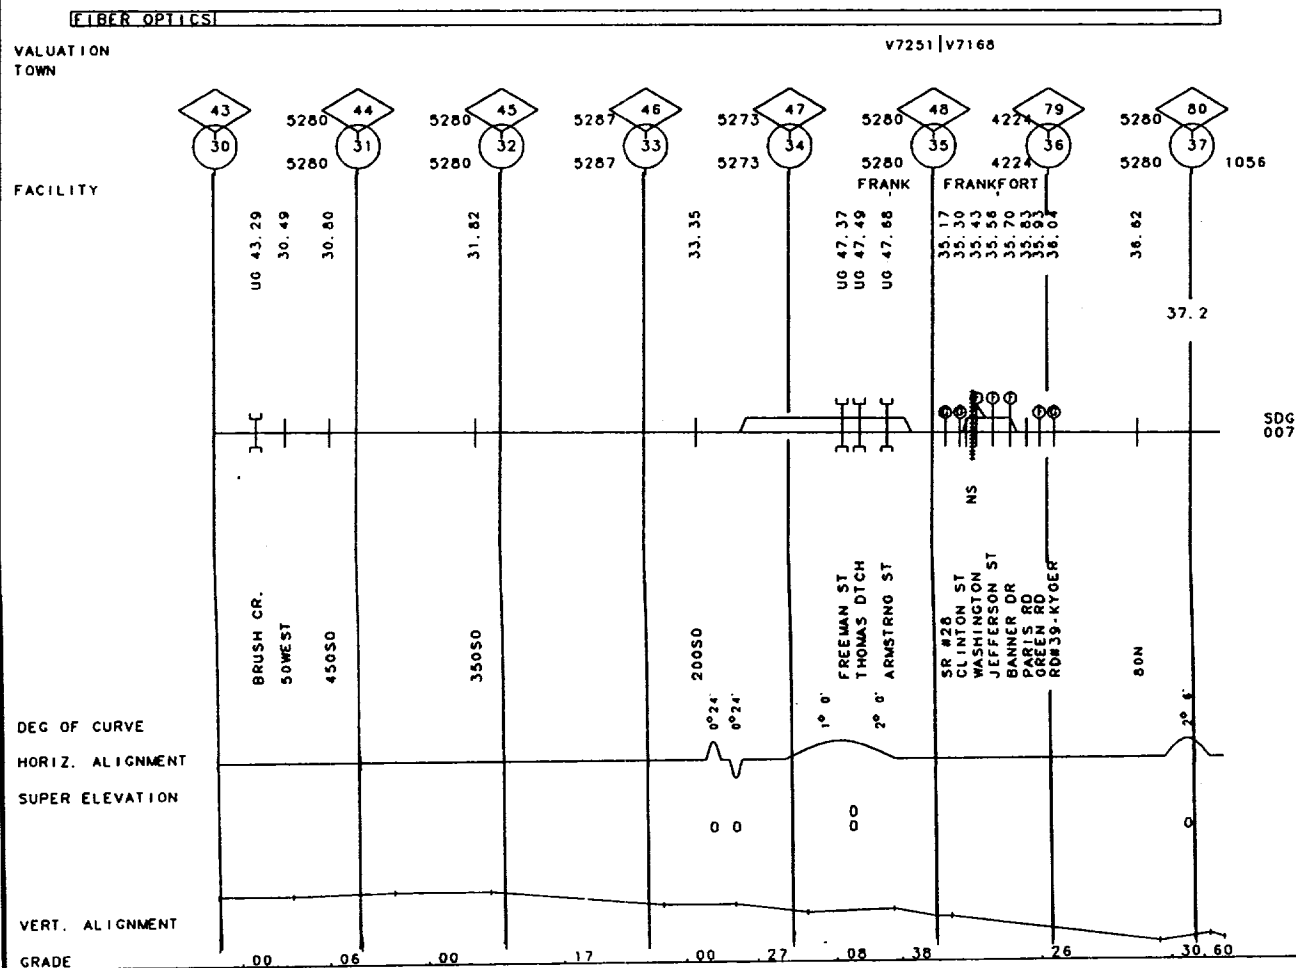 FIBER OPTICS
VALUATION
V7251 V7168
TOWN
43 44 45 46 47 48 79 80
5280 5280 5287 5273 5280 4224 5280
30 31 32 33 34 35 36 37
5280 5280 5287 5273 5280 4224 5280 1056
FACILITY
FRANK FRANKFORT
UG 43.29
30.49
30.80
31.82
33.35
UG 47.37
UG 47.49
UG 47.68
35.17
35.30
35.43
35.56
35.70
35.83
35.93
36.04
36.62
37.2
SDG
007
NS
BRUSH CR.
50WEST
450SO
350SO
200SO
FREEMAN ST
THOMAS DTCH
ARMSTRNG ST
SR #28
CLINTON ST
WASHINGTON
JEFFERSON ST
BANNER DR
PARIS RD
GREEN RD
RD#39-KYGER
80N
DEG OF CURVE
0°24' 0°24' 1° 0' 2° 0' 2° 6'
HORIZ. ALIGNMENT
SUPER ELEVATION
0 0 0 0 0
VERT. ALIGNMENT
GRADE .00 .06 .00 .17 .00 .27 .08 .38 .26 .30 .60